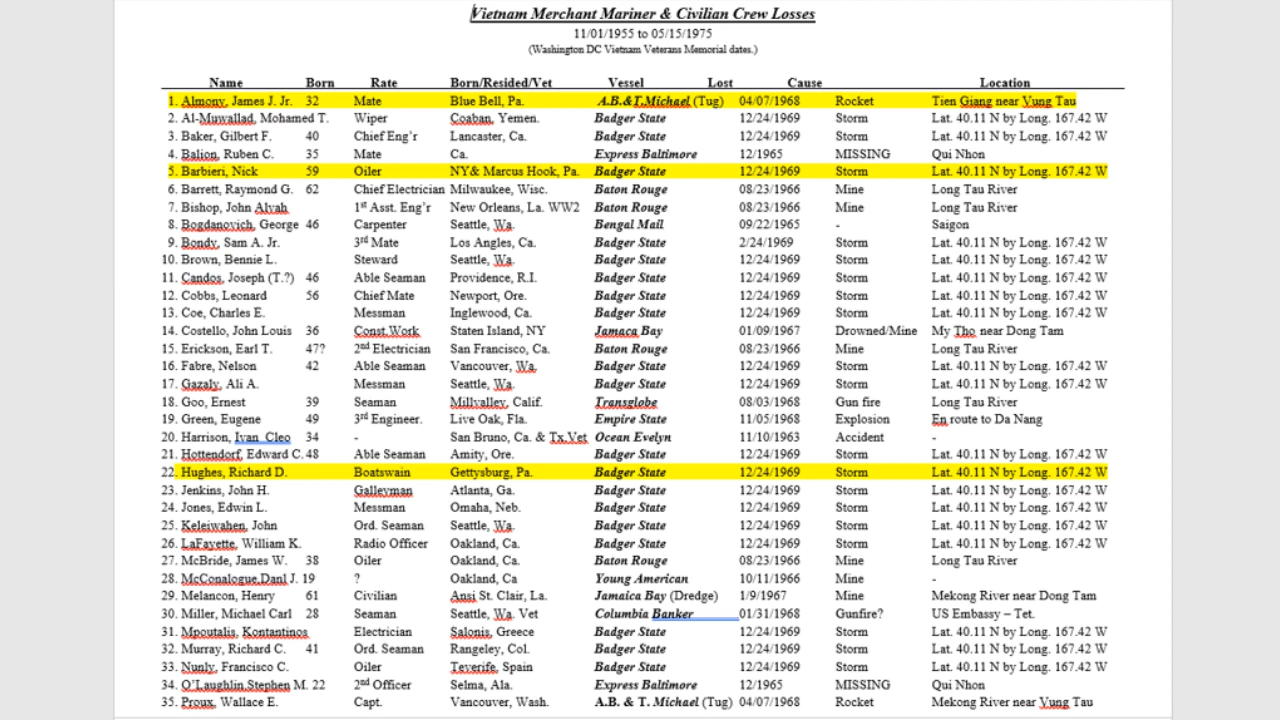 Vietnam Merchant Mariner & Civilian Crew Losses
11/01/1955 to 05/15/1975
(Washington DC Vietnam Veterans Memorial dates.)
Name Born Rate Born/Resided/Vet Vessel Lost Cause Location
1. Almony, James J. Jr. 32 Mate Blue Bell, Pa. A.B.&T.Michael (Tug) 04/07/1968 Rocket Tien Giang near Vung Tau
2. Al-Muwallad, Mohamed T. Wiper Coaban, Yemen. Badger State 12/24/1969 Storm Lat. 40.11 N by Long. 167.42 W
3. Baker, Gilbert F. 40 Chief Eng'r Lancaster, Ca. Badger State 12/24/1969 Storm Lat. 40.11 N by Long. 167.42 W
4. Balion, Ruben C. 35 Mate Ca. Express Baltimore 12/1965 MISSING Qui Nhon
5. Barbieri, Nick 59 Oiler NY& Marcus Hook, Pa. Badger State 12/24/1969 Storm Lat. 40.11 N by Long. 167.42 W
6. Barrett, Raymond G. 62 Chief Electrician Milwaukee, Wisc. Baton Rouge 08/23/1966 Mine Long Tau River
7. Bishop, John Alvah 1st Asst. Eng'r New Orleans, La. WW2 Baton Rouge 08/23/1966 Mine Long Tau River
8. Bogdanovich, George 46 Carpenter Seattle, Wa. Bengal Mail 09/22/1965 - Saigon
9. Bondy, Sam A. Jr. 3rd Mate Los Angles, Ca. Badger State 2/24/1969 Storm Lat. 40.11 N by Long. 167.42 W
10. Brown, Bennie L. Steward Seattle, Wa. Badger State 12/24/1969 Storm Lat. 40.11 N by Long. 167.42 W
11. Candos, Joseph (T.?) 46 Able Seaman Providence, R.I. Badger State 12/24/1969 Storm Lat. 40.11 N by Long. 167.42 W
12. Cobbs, Leonard 56 Chief Mate Newport, Ore. Badger State 12/24/1969 Storm Lat. 40.11 N by Long. 167.42 W
13. Coe, Charles E. Messman Inglewood, Ca. Badger State 12/24/1969 Storm Lat. 40.11 N by Long. 167.42 W
14. Costello, John Louis 36 Const.Work Staten Island, NY Jamaca Bay 01/09/1967 Drowned/Mine My Tho near Dong Tam
15. Erickson, Earl T. 47? 2nd Electrician San Francisco, Ca. Baton Rouge 08/23/1966 Mine Long Tau River
16. Fabre, Nelson 42 Able Seaman Vancouver, Wa. Badger State 12/24/1969 Storm Lat. 40.11 N by Long. 167.42 W
17. Gazaly, Ali A. Messman Seattle, Wa. Badger State 12/24/1969 Storm Lat. 40.11 N by Long. 167.42 W
18. Goo, Ernest 39 Seaman Millvalley, Calif. Transglobe 08/03/1968 Gun fire Long Tau River
19. Green, Eugene 49 3rd Engineer. Live Oak, Fla. Empire State 11/05/1968 Explosion En route to Da Nang
20. Harrison, Ivan Cleo 34 - San Bruno, Ca. & Tx.Vet Ocean Evelyn 11/10/1963 Accident -
21. Hottendorf, Edward C. 48 Able Seaman Amity, Ore. Badger State 12/24/1969 Storm Lat. 40.11 N by Long. 167.42 W
22. Hughes, Richard D. Boatswain Gettysburg, Pa. Badger State 12/24/1969 Storm Lat. 40.11 N by Long. 167.42 W
23. Jenkins, John H. Galleyman Atlanta, Ga. Badger State 12/24/1969 Storm Lat. 40.11 N by Long. 167.42 W
24. Jones, Edwin L. Messman Omaha, Neb. Badger State 12/24/1969 Storm Lat. 40.11 N by Long. 167.42 W
25. Keleiwahen, John Ord. Seaman Seattle, Wa. Badger State 12/24/1969 Storm Lat. 40.11 N by Long. 167.42 W
26. LaFayette, William K. Radio Officer Oakland, Ca. Badger State 12/24/1969 Storm Lat. 40.11 N by Long. 167.42 W
27. McBride, James W. 38 Oiler Oakland, Ca. Baton Rouge 08/23/1966 Mine Long Tau River
28. McConalogue,Danl J. 19 ? Oakland, Ca Young American 10/11/1966 Mine -
29. Melancon, Henry 61 Civilian Ansi St. Clair, La. Jamaica Bay (Dredge) 1/9/1967 Mine Mekong River near Dong Tam
30. Miller, Michael Carl 28 Seaman Seattle, Wa. Vet Columbia Banker 01/31/1968 Gunfire? US Embassy – Tet.
31. Mpoutalis, Kontantinos Electrician Salonis, Greece Badger State 12/24/1969 Storm Lat. 40.11 N by Long. 167.42 W
32. Murray, Richard C. 41 Ord. Seaman Rangeley, Col. Badger State 12/24/1969 Storm Lat. 40.11 N by Long. 167.42 W
33. Nunly, Francisco C. Oiler Teverife, Spain Badger State 12/24/1969 Storm Lat. 40.11 N by Long. 167.42 W
34. O'Laughlin,Stephen M. 22 2nd Officer Selma, Ala. Express Baltimore 12/1965 MISSING Qui Nhon
35. Proux, Wallace E. Capt. Vancouver, Wash. A.B. & T. Michael (Tug) 04/07/1968 Rocket Mekong River near Vung Tau